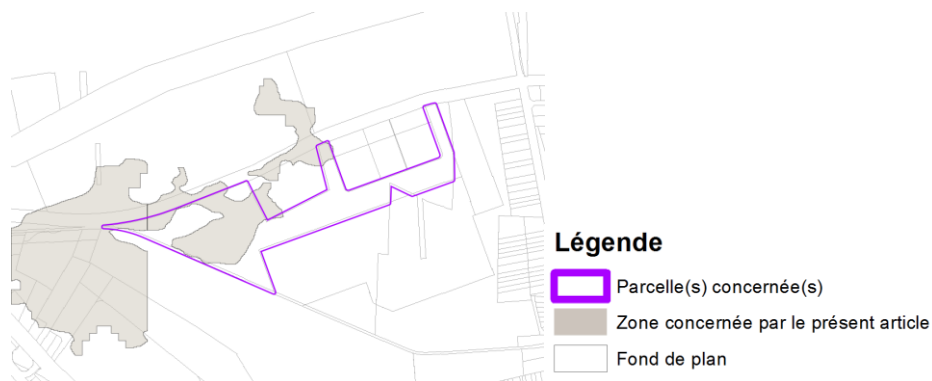 Légende
Parcelle(s) concernée(s)
Zone concernée par le présent article
Fond de plan